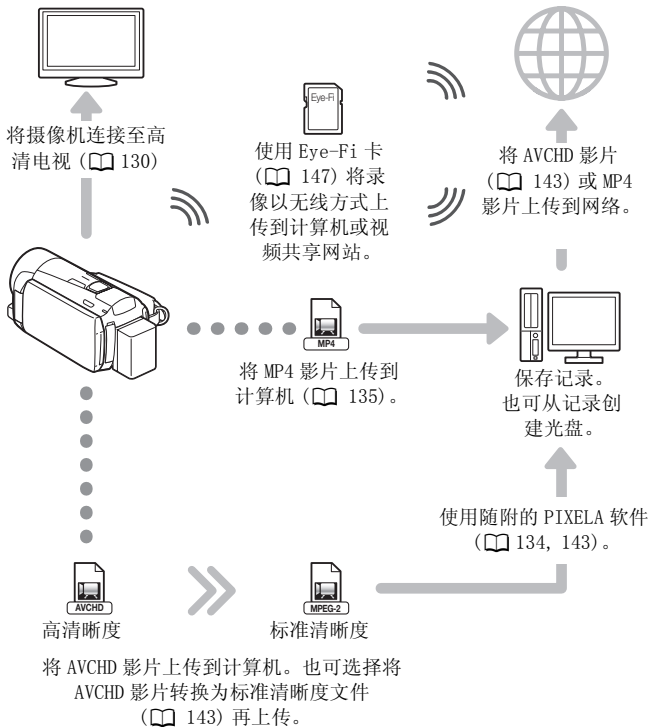 将摄像机连接至高
清电视 (130)
Eye-Fi
使用 Eye-Fi 卡
( 147) 将录
像以无线方式上
传到计算机或视
频共享网站。
将 AVCHD 影片
( 143) 或 MP4
影片上传到网络。
MP4
将 MP4 影片上传到
计算机 ( 135)。
保存记录。
也可从记录创
建光盘。
使用随附的 PIXELA 软件
( 134, 143)。
AVCHD
高清晰度
MPEG-2
标准清晰度
将 AVCHD 影片上传到计算机。也可选择将
AVCHD 影片转换为标准清晰度文件
( 143) 再上传。